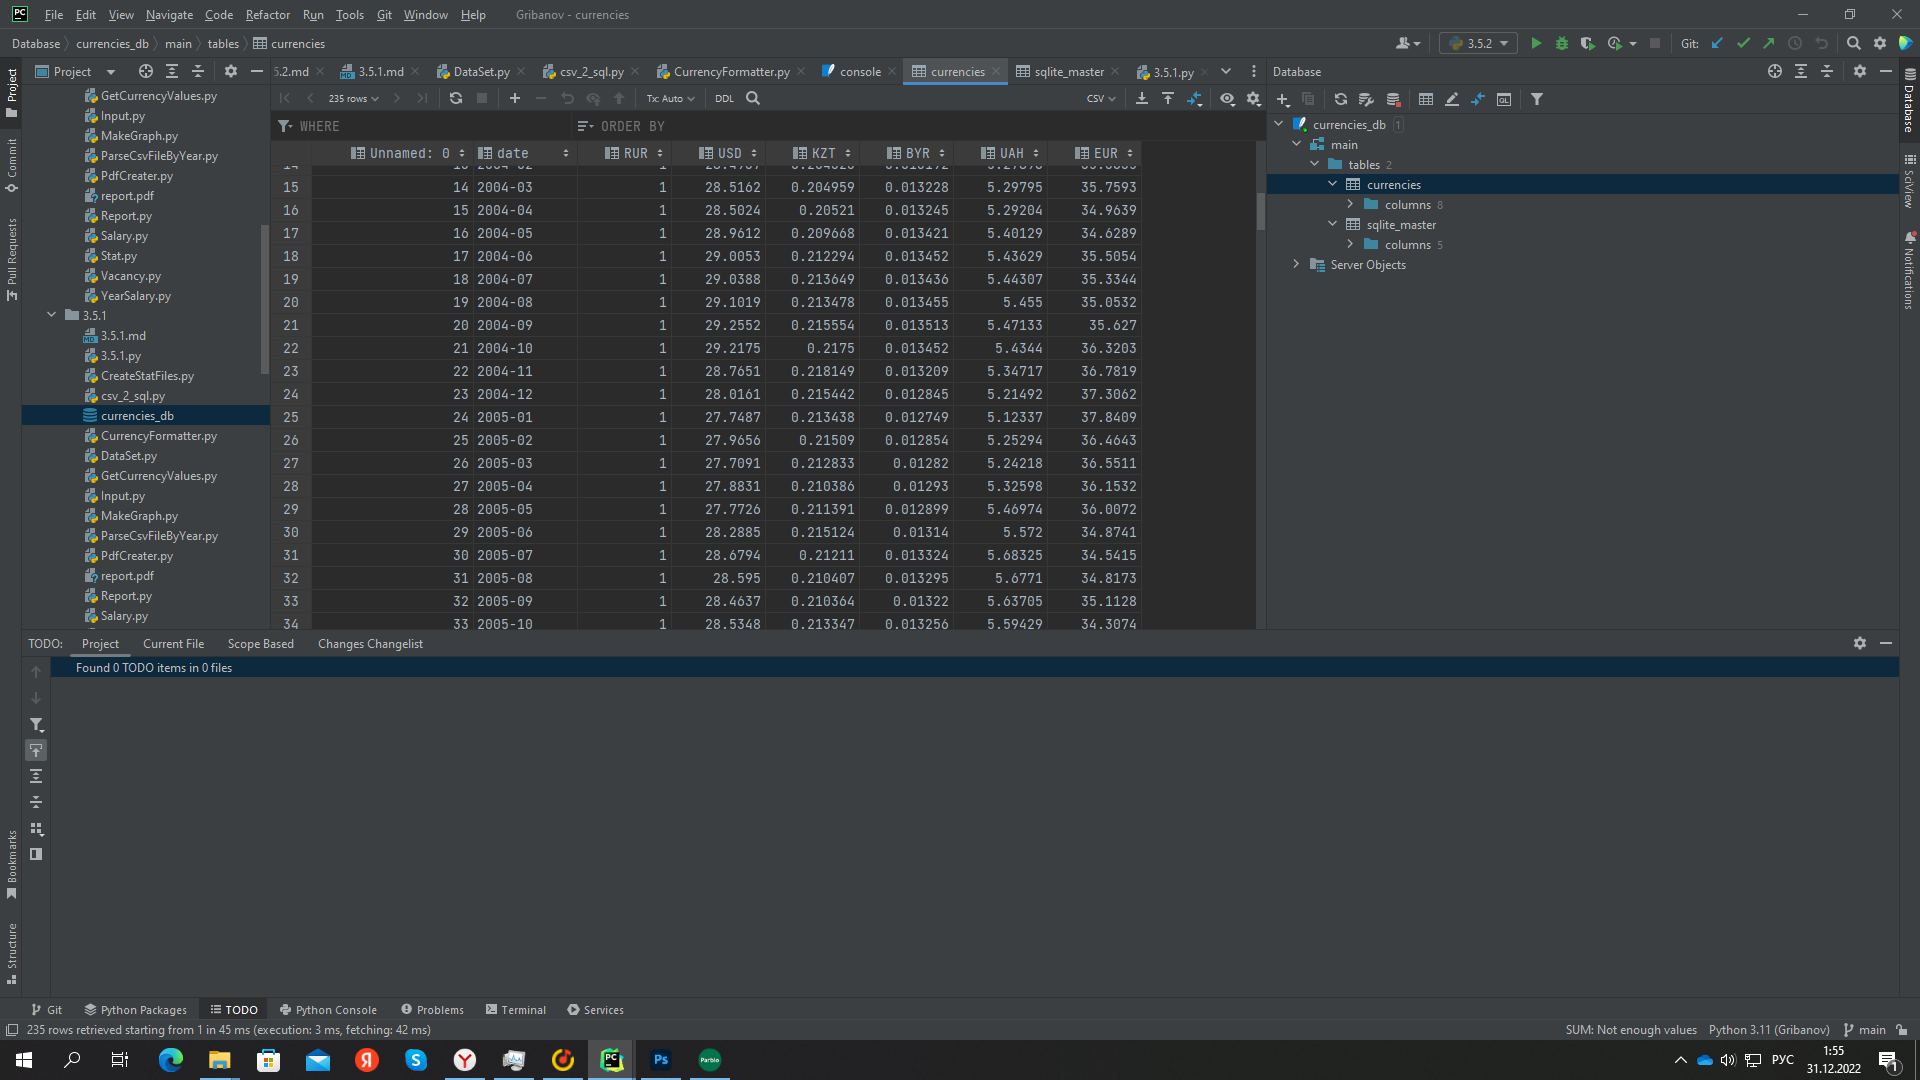 File Edit View Navigate Code Refactor Run Tools Git Window Help Gribanov - currencies
Database currencies_db main tables currencies
3.5.2 Git:
Project
5.2.md 3.5.1.md DataSet.py csv_2_sql.py CurrencyFormatter.py console currencies sqlite_master 3.5.1.py
Database
235 rows Tx: Auto DDL CSV
WHERE ORDER BY
Unnamed: 0 date RUR USD KZT BYR UAH EUR
15 14 2004-03 1 28.5162 0.204959 0.013228 5.29795 35.7593
16 15 2004-04 1 28.5024 0.20521 0.013245 5.29204 34.9639
17 16 2004-05 1 28.9612 0.209668 0.013421 5.40129 34.6289
18 17 2004-06 1 29.0053 0.212294 0.013452 5.43629 35.5054
19 18 2004-07 1 29.0388 0.213649 0.013436 5.44307 35.3344
20 19 2004-08 1 29.1019 0.213478 0.013455 5.455 35.0532
21 20 2004-09 1 29.2552 0.215554 0.013513 5.47133 35.627
22 21 2004-10 1 29.2175 0.2175 0.013452 5.4344 36.3203
23 22 2004-11 1 28.7651 0.218149 0.013209 5.34717 36.7819
24 23 2004-12 1 28.0161 0.215442 0.012845 5.21492 37.3062
25 24 2005-01 1 27.7487 0.213438 0.012749 5.12337 37.8409
26 25 2005-02 1 27.9656 0.21509 0.012854 5.25294 36.4643
27 26 2005-03 1 27.7091 0.212833 0.01282 5.24218 36.5511
28 27 2005-04 1 27.8831 0.210386 0.01293 5.32598 36.1532
29 28 2005-05 1 27.7726 0.211391 0.012899 5.46974 36.0072
30 29 2005-06 1 28.2885 0.215124 0.01314 5.572 34.8741
31 30 2005-07 1 28.6794 0.21211 0.013324 5.68325 34.5415
32 31 2005-08 1 28.595 0.210407 0.013295 5.6771 34.8173
33 32 2005-09 1 28.4637 0.210364 0.01322 5.63705 35.1128
34 33 2005-10 1 28.5348 0.213347 0.013256 5.59429 34.3074
GetCurrencyValues.py
Input.py
MakeGraph.py
ParseCsvFileByYear.py
PdfCreater.py
report.pdf
Report.py
Salary.py
Stat.py
Vacancy.py
YearSalary.py
3.5.1
3.5.1.md
3.5.1.py
CreateStatFiles.py
csv_2_sql.py
currencies_db
CurrencyFormatter.py
DataSet.py
GetCurrencyValues.py
Input.py
MakeGraph.py
ParseCsvFileByYear.py
PdfCreater.py
report.pdf
Report.py
Salary.py
currencies_db 1
main
tables 2
currencies
columns 8
sqlite_master
columns 5
Server Objects
Project
Commit
Pull Requests
Bookmarks
Structure
Database
SciView
Notifications
TODO: Project Current File Scope Based Changes Changelist
Found 0 TODO items in 0 files
Git Python Packages TODO Python Console Problems Terminal Services
235 rows retrieved starting from 1 in 45 ms (execution: 3 ms, fetching: 42 ms)
SUM: Not enough values Python 3.11 (Gribanov) main
РУС
1:55
31.12.2022
1